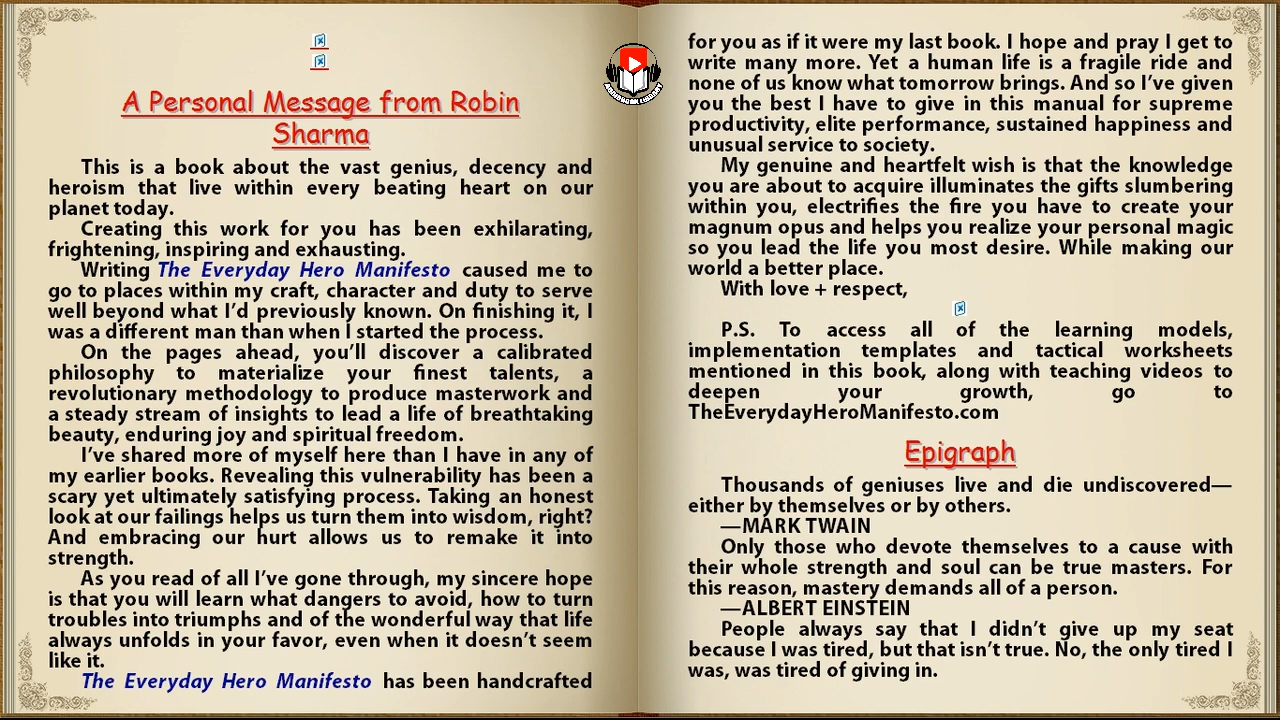 A Personal Message from Robin
Sharma
This is a book about the vast genius, decency and
heroism that live within every beating heart on our
planet today.
Creating this work for you has been exhilarating,
frightening, inspiring and exhausting.
Writing The Everyday Hero Manifesto caused me to
go to places within my craft, character and duty to serve
well beyond what I’d previously known. On finishing it, I
was a different man than when I started the process.
On the pages ahead, you’ll discover a calibrated
philosophy to materialize your finest talents, a
revolutionary methodology to produce masterwork and
a steady stream of insights to lead a life of breathtaking
beauty, enduring joy and spiritual freedom.
I’ve shared more of myself here than I have in any of
my earlier books. Revealing this vulnerability has been a
scary yet ultimately satisfying process. Taking an honest
look at our failings helps us turn them into wisdom, right?
And embracing our hurt allows us to remake it into
strength.
As you read of all I’ve gone through, my sincere hope
is that you will learn what dangers to avoid, how to turn
troubles into triumphs and of the wonderful way that life
always unfolds in your favor, even when it doesn’t seem
like it.
The Everyday Hero Manifesto has been handcrafted
for you as if it were my last book. I hope and pray I get to
write many more. Yet a human life is a fragile ride and
none of us know what tomorrow brings. And so I’ve given
you the best I have to give in this manual for supreme
productivity, elite performance, sustained happiness and
unusual service to society.
My genuine and heartfelt wish is that the knowledge
you are about to acquire illuminates the gifts slumbering
within you, electrifies the fire you have to create your
magnum opus and helps you realize your personal magic
so you lead the life you most desire. While making our
world a better place.
With love + respect,
P.S. To access all of the learning models,
implementation templates and tactical worksheets
mentioned in this book, along with teaching videos to
deepen your growth, go to
TheEverydayHeroManifesto.com
Epigraph
Thousands of geniuses live and die undiscovered—
either by themselves or by others.
—MARK TWAIN
Only those who devote themselves to a cause with
their whole strength and soul can be true masters. For
this reason, mastery demands all of a person.
—ALBERT EINSTEIN
People always say that I didn’t give up my seat
because I was tired, but that isn’t true. No, the only tired I
was, was tired of giving in.